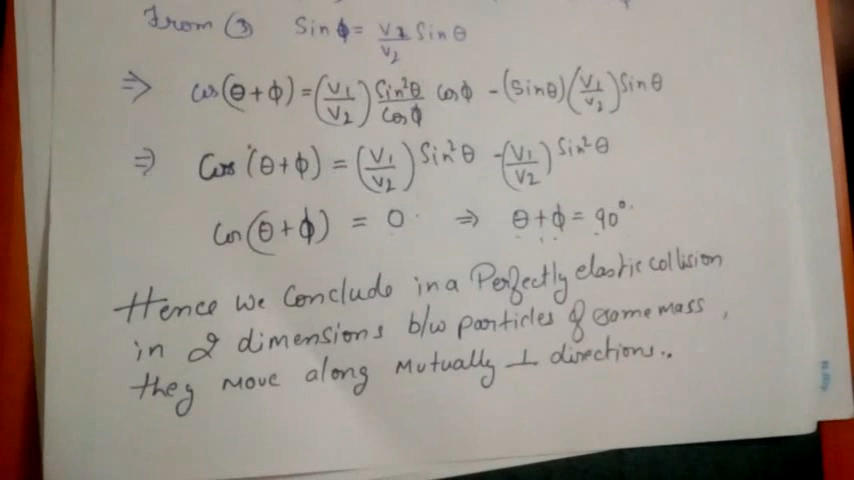 From (3) Sin ϕ = V1/V2 Sin θ
⇒ cos(θ+ϕ) = (V1/V2) Sin²θ/Cosϕ cosϕ - (Sinθ)(V1/V2) Sin θ
⇒ Cos (θ+ϕ) = (V1/V2) Sin²θ - (V1/V2) Sin²θ
Cos(θ+ϕ) = 0 ⇒ θ+ϕ = 90°.
Hence we Conclude in a Perfectly elastic collision
in 2 dimensions b/w particles of same mass,
they move along mutually ⊥ directions..